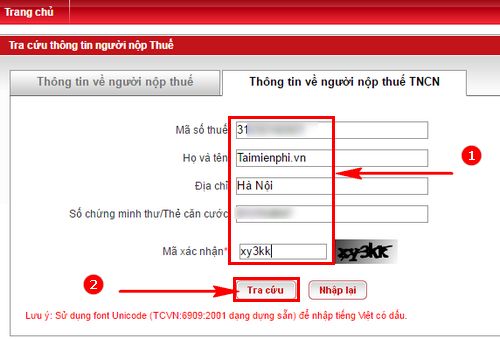 Trang chủ
Tra cứu thông tin người nộp Thuế
Thông tin về người nộp thuế
Thông tin về người nộp thuế TNCN
Mã số thuế 31
Họ và tên Taimienphi.vn
Địa chỉ Hà Nội
Số chứng minh thư/Thẻ căn cước
Mã xác nhận* xy3kk xy3kk
1
2
Tra cứu
Nhập lại
Lưu ý: Sử dụng font Unicode (TCVN:6909:2001 dạng dựng sẵn) để nhập tiếng Việt có dấu.